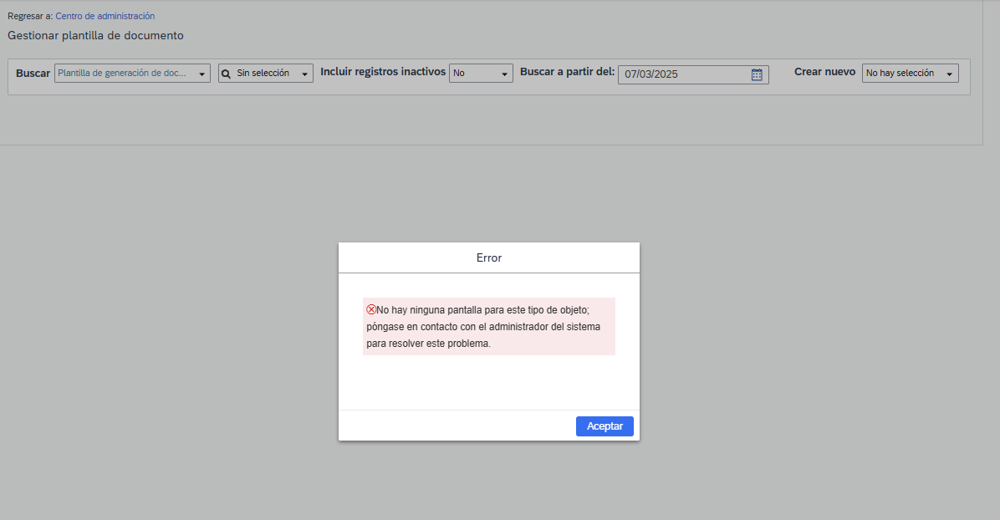 Regresar a: Centro de administración
Gestionar plantilla de documento
Buscar Plantilla de generación de doc... Sin selección Incluir registros inactivos No Buscar a partir del: 07/03/2025 Crear nuevo No hay selección
Error
No hay ninguna pantalla para este tipo de objeto;
póngase en contacto con el administrador del sistema
para resolver este problema.
Aceptar